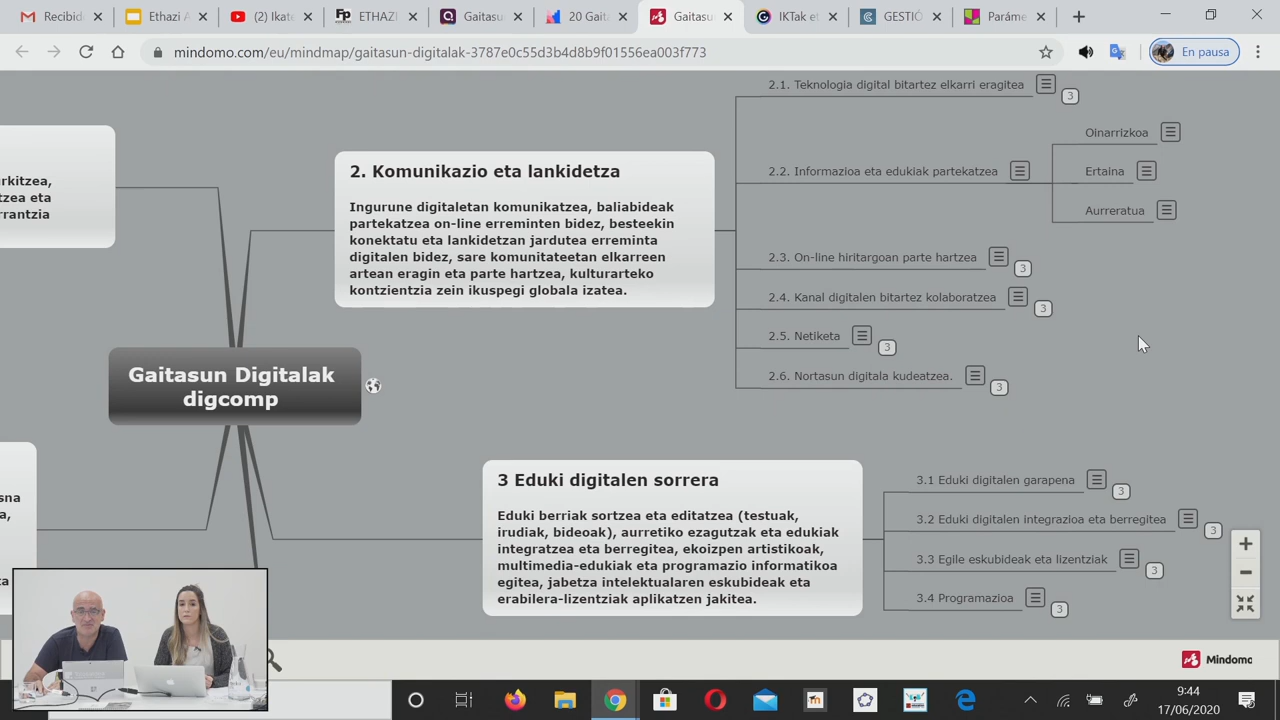 Recibid
Ethazi A
(2) Ikate
ETHAZI
Gaitasu
20 Gait
Gaitasu
IKTak et
GESTIÓ
Paráme
mindomo.com/eu/mindmap/gaitasun-digitalak-3787e0c55d3b4d8b9f01556ea003f773
En pausa
urkitzea,
tzea eta
rrantzia
2. Komunikazio eta lankidetza
Ingurune digitaletan komunikatzea, baliabideak
partekatzea on-line erreminten bidez, besteekin
konektatu eta lankidetzan jardutea erreminta
digitalen bidez, sare komunitateetan elkarreen
artean eragin eta parte hartzea, kulturarteko
kontzientzia zein ikuspegi globala izatea.
2.1. Teknologia digital bitartez elkarri eragitea
3
2.2. Informazioa eta edukiak partekatzea
Oinarrizkoa
Ertaina
Aurreratua
2.3. On-line hiritargoan parte hartzea
3
2.4. Kanal digitalen bitartez kolaboratzea
3
2.5. Netiketa
3
2.6. Nortasun digitala kudeatzea.
3
Gaitasun Digitalak
digcomp
sna
a,
ta
3 Eduki digitalen sorrera
Eduki berriak sortzea eta editatzea (testuak,
irudiak, bideoak), aurretiko ezagutzak eta edukiak
integratzea eta berregitea, ekoizpen artistikoak,
multimedia-edukiak eta programazio informatikoa
egitea, jabetza intelektualaren eskubideak eta
erabilera-lizentziak aplikatzen jakitea.
3.1 Eduki digitalen garapena
3
3.2 Eduki digitalen integrazioa eta berregitea
3
3.3 Egile eskubideak eta lizentziak
3
3.4 Programazioa
3
Mindomo
9:44
17/06/2020